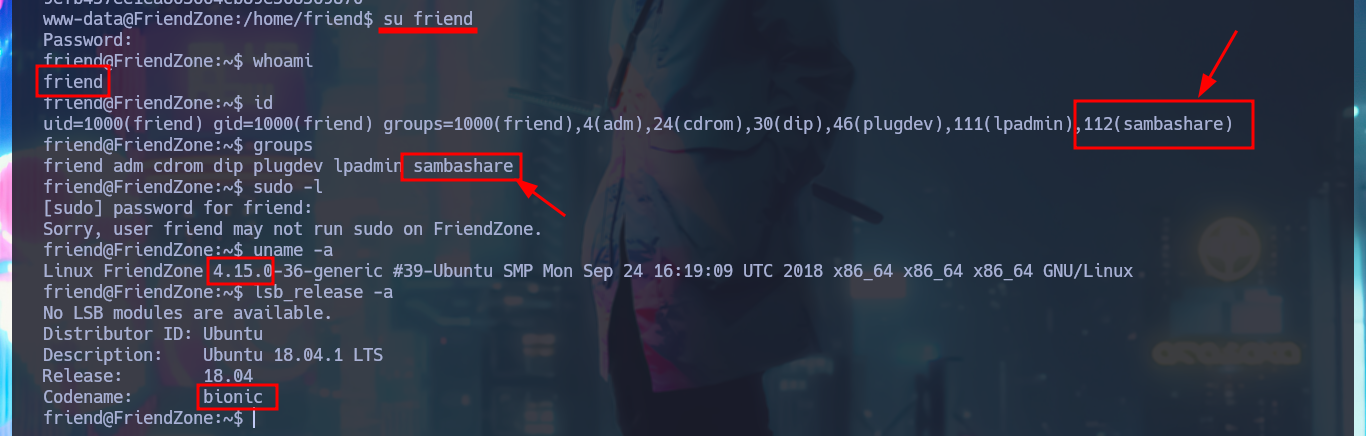 www-data@FriendZone:/home/friend$ su friend
Password:
friend@FriendZone:~$ whoami
friend
friend@FriendZone:~$ id
uid=1000(friend) gid=1000(friend) groups=1000(friend),4(adm),24(cdrom),30(dip),46(plugdev),111(lpadmin),112(sambashare)
friend@FriendZone:~$ groups
friend adm cdrom dip plugdev lpadmin sambashare
friend@FriendZone:~$ sudo -l
[sudo] password for friend:
Sorry, user friend may not run sudo on FriendZone.
friend@FriendZone:~$ uname -a
Linux FriendZone 4.15.0-36-generic #39-Ubuntu SMP Mon Sep 24 16:19:09 UTC 2018 x86_64 x86_64 x86_64 GNU/Linux
friend@FriendZone:~$ lsb_release -a
No LSB modules are available.
Distributor ID: Ubuntu
Description:    Ubuntu 18.04.1 LTS
Release:        18.04
Codename:       bionic
friend@FriendZone:~$